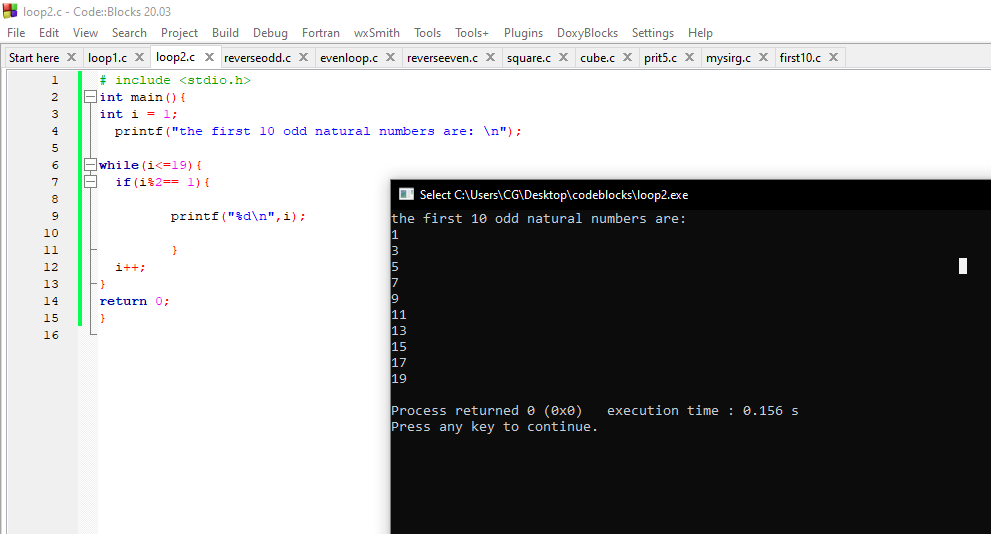 loop2.c - Code::Blocks 20.03
File Edit View Search Project Build Debug Fortran wxSmith Tools Tools+ Plugins DoxyBlocks Settings Help
Start here loop1.c loop2.c reverseodd.c evenloop.c reverseeven.c square.c cube.c prit5.c mysirg.c first10.c
1 # include <stdio.h>
2 int main(){
3 int i = 1;
4 printf("the first 10 odd natural numbers are: \n");
5
6 while(i<=19){
7 if(i%2== 1){
8
9 printf("%d\n",i);
10
11 }
12 i++;
13 }
14 return 0;
15 }
16
Select C:\Users\CG\Desktop\codeblocks\loop2.exe
the first 10 odd natural numbers are:
1
3
5
7
9
11
13
15
17
19
Process returned 0 (0x0) execution time : 0.156 s
Press any key to continue.